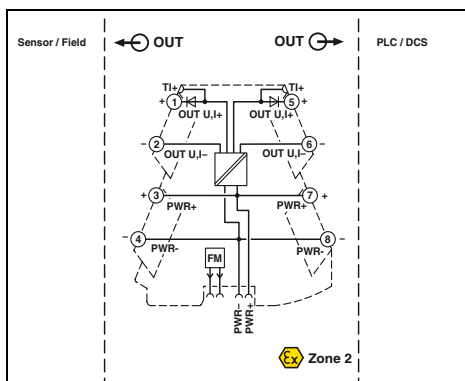 Sensor / Field
OUT
OUT
PLC / DCS
TI+
TI+
+ 1
5 +
OUT U,I+
OUT U,I+
– 2
6 –
OUT U,I–
OUT U,I–
+ 3
7 +
PWR+
PWR+
– 4
8 –
PWR-
PWR-
FM
PWR-
PWR+
Ex Zone 2